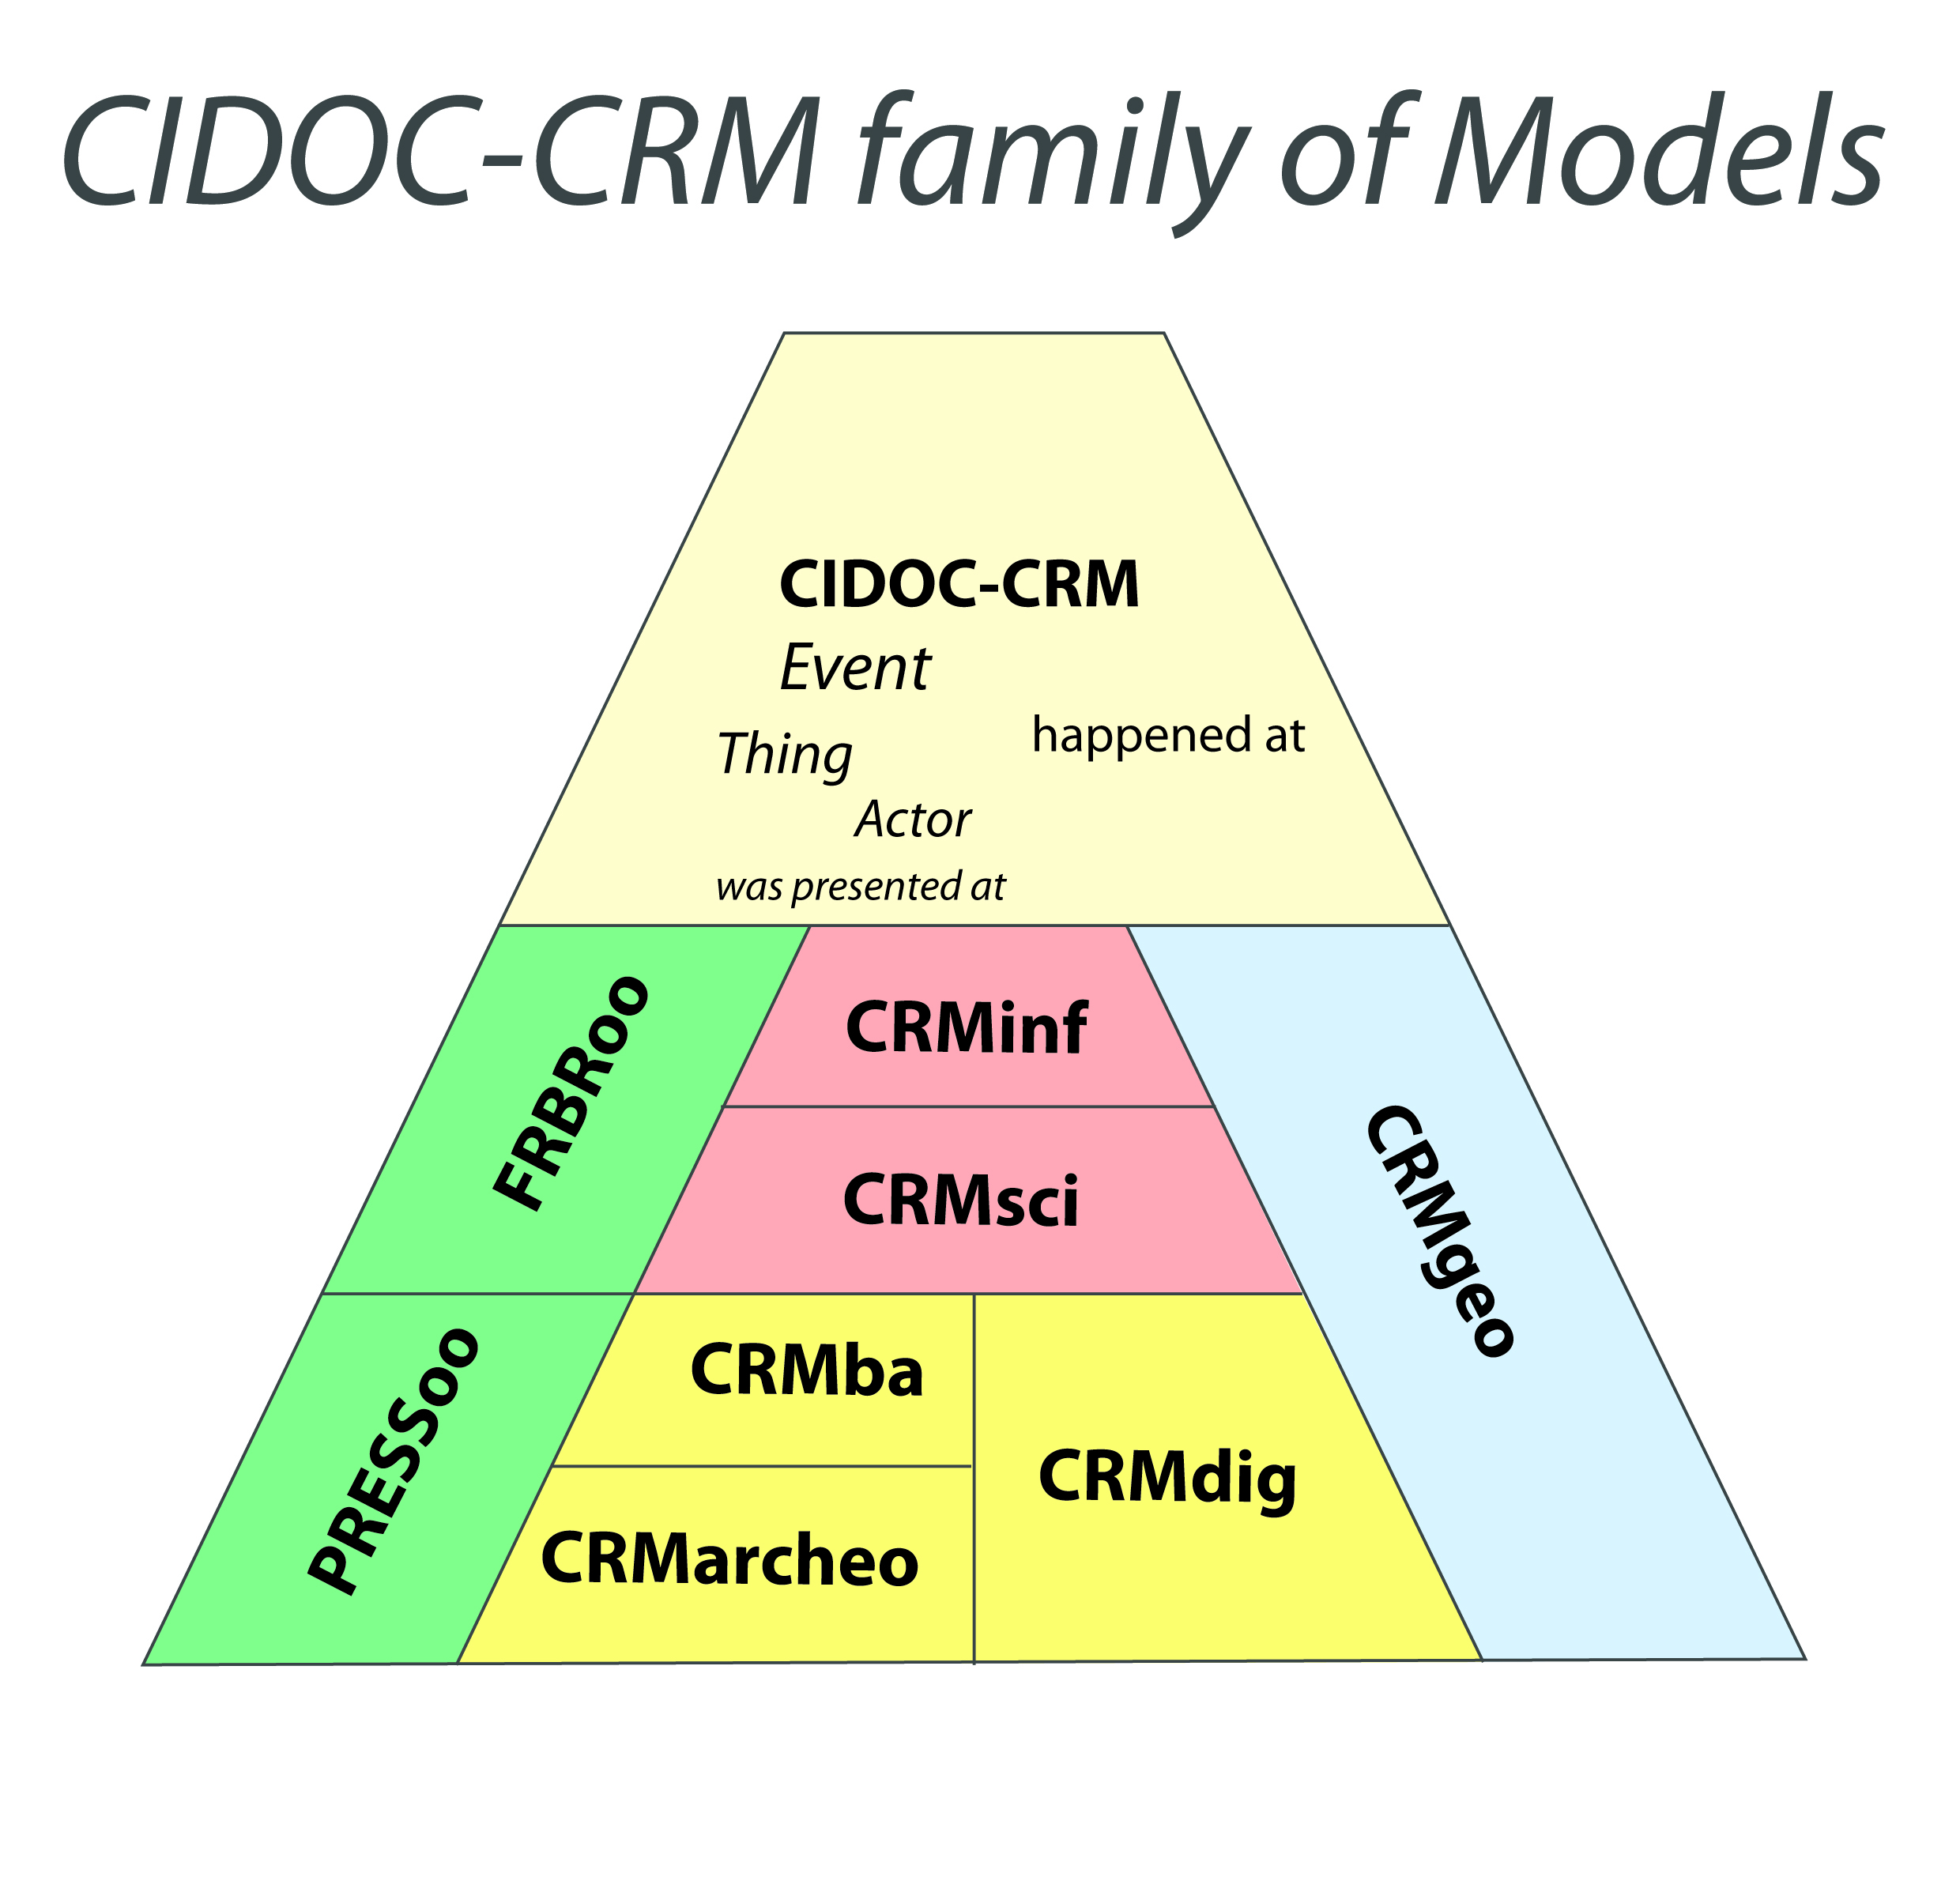 CIDOC-CRM family of Models
CIDOC-CRM
Event
happened at
Thing
Actor
was presented at
FRBRoo
CRMinf
CRMsci
CRMgeo
PRESSoo
CRMba
CRMdig
CRMarcheo